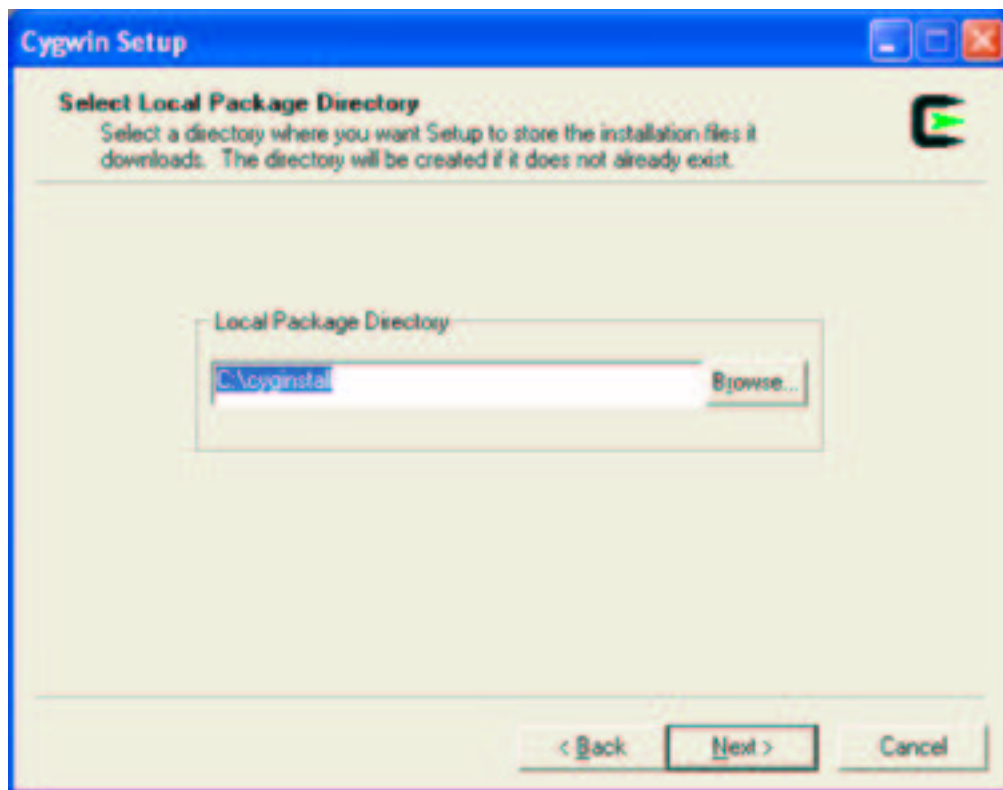 Cygwin Setup
Select Local Package Directory
Select a directory where you want Setup to store the installation files it
downloads. The directory will be created if it does not already exist.
Local Package Directory
C:\cyginstall
Browse...
< Back
Next >
Cancel